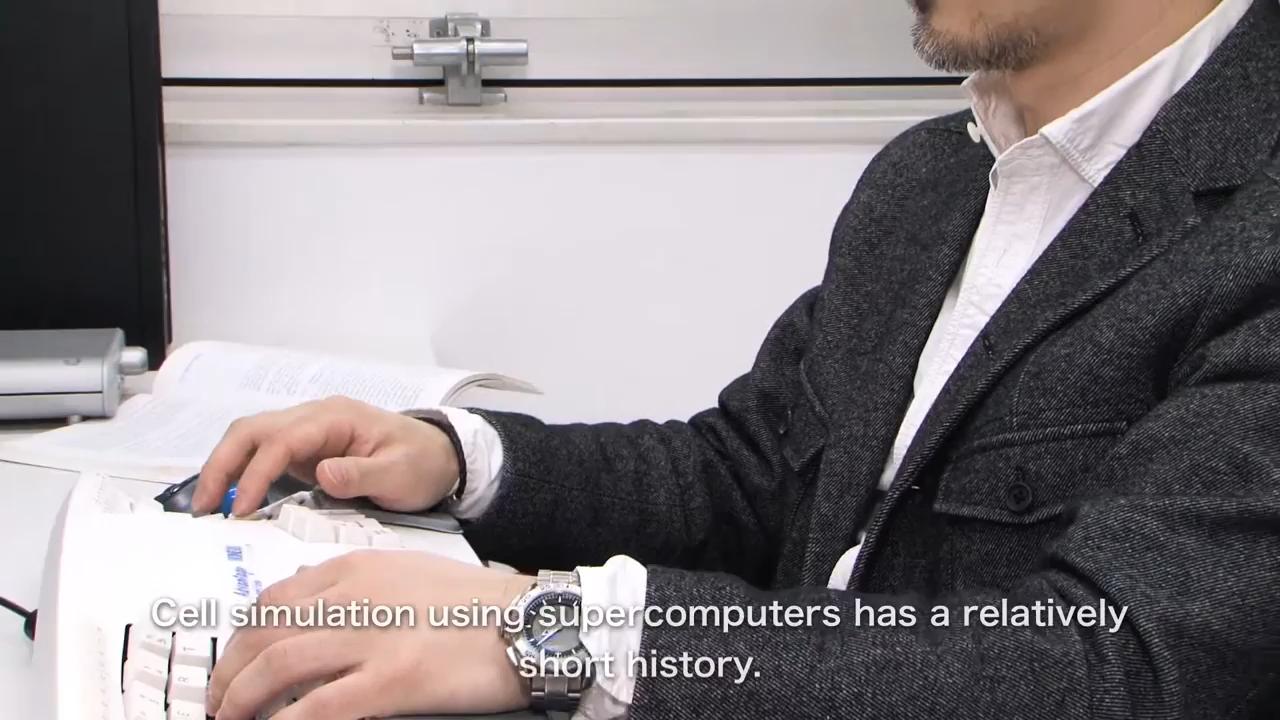 Cell simulation using supercomputers has a relatively
short history.